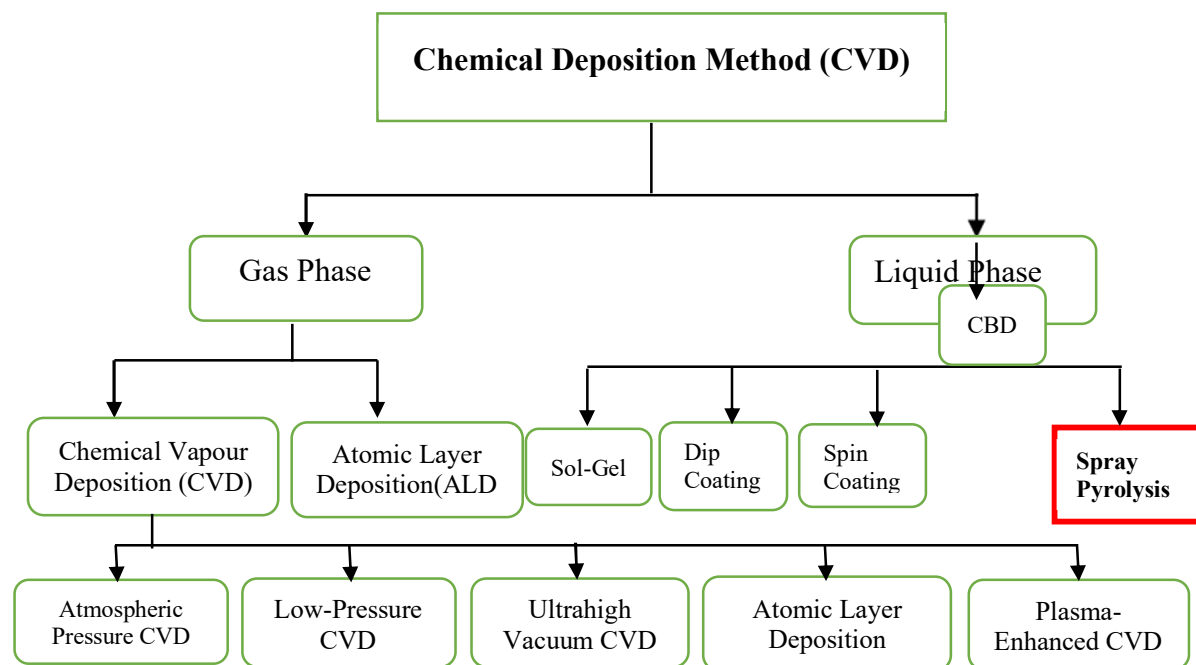 Chemical Deposition Method (CVD)
Gas Phase
Liquid Phase
CBD
Chemical Vapour
Deposition (CVD)
Atomic Layer
Deposition(ALD
Sol-Gel
Dip
Coating
Spin
Coating
Spray
Pyrolysis
Atmospheric
Pressure CVD
Low-Pressure
CVD
Ultrahigh
Vacuum CVD
Atomic Layer
Deposition
Plasma-
Enhanced CVD